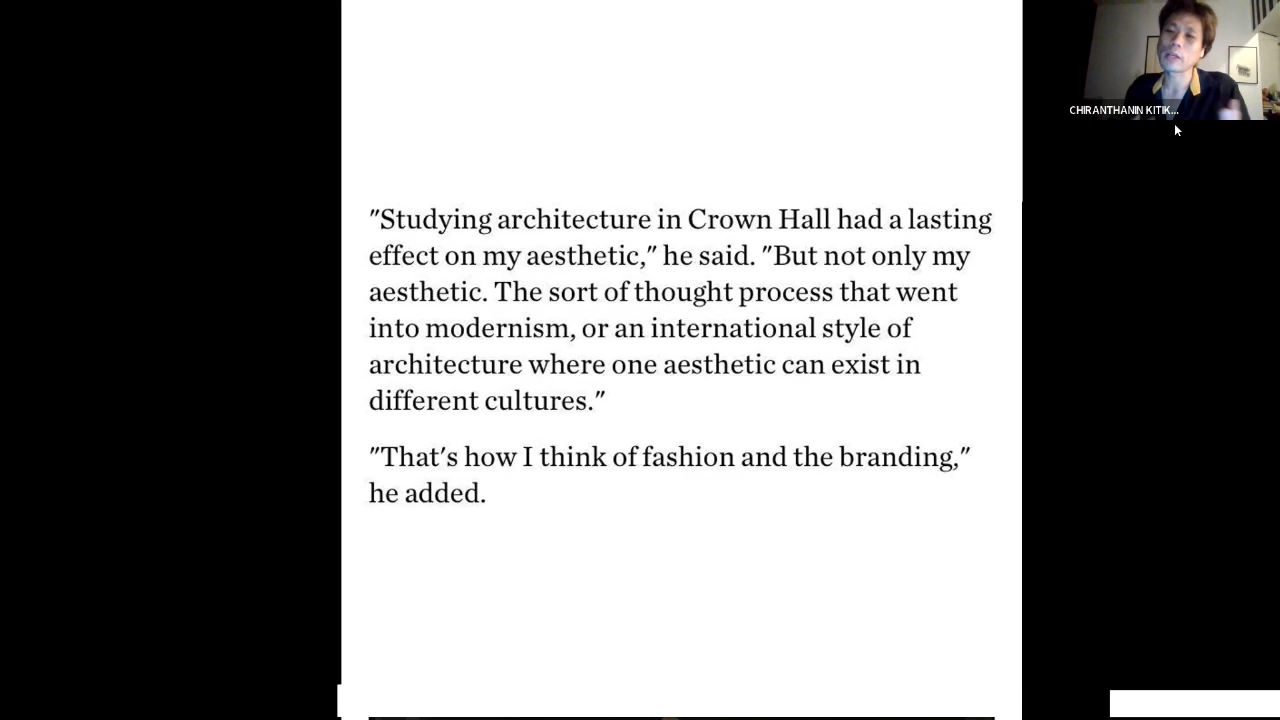 CHIRANTHANIN KITIK...
"Studying architecture in Crown Hall had a lasting
effect on my aesthetic," he said. "But not only my
aesthetic. The sort of thought process that went
into modernism, or an international style of
architecture where one aesthetic can exist in
different cultures."
"That's how I think of fashion and the branding,"
he added.